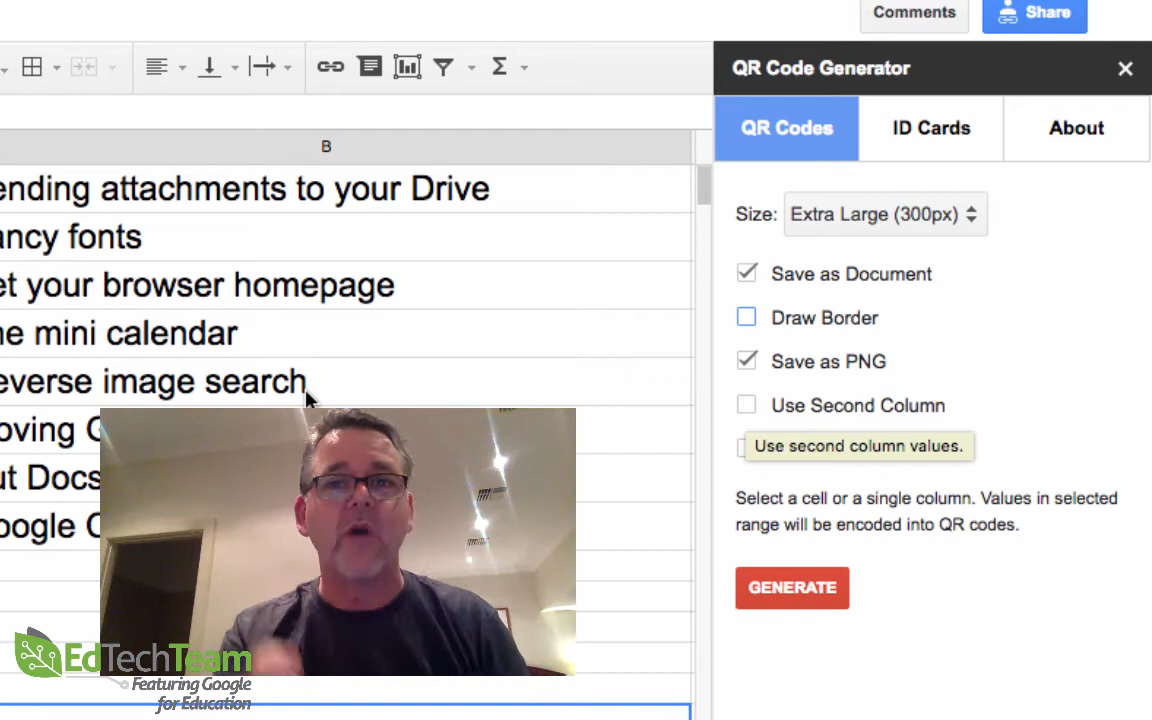 Comments
Share
QR Code Generator
QR Codes
ID Cards
About
B
ending attachments to your Drive
ancy fonts
et your browser homepage
he mini calendar
everse image search
oving G
ut Docs
oogle C
Size: Extra Large (300px)
Save as Document
Draw Border
Save as PNG
Use Second Column
Use second column values.
Select a cell or a single column. Values in selected
range will be encoded into QR codes.
GENERATE
EdTechTeam
Featuring Google
for Education